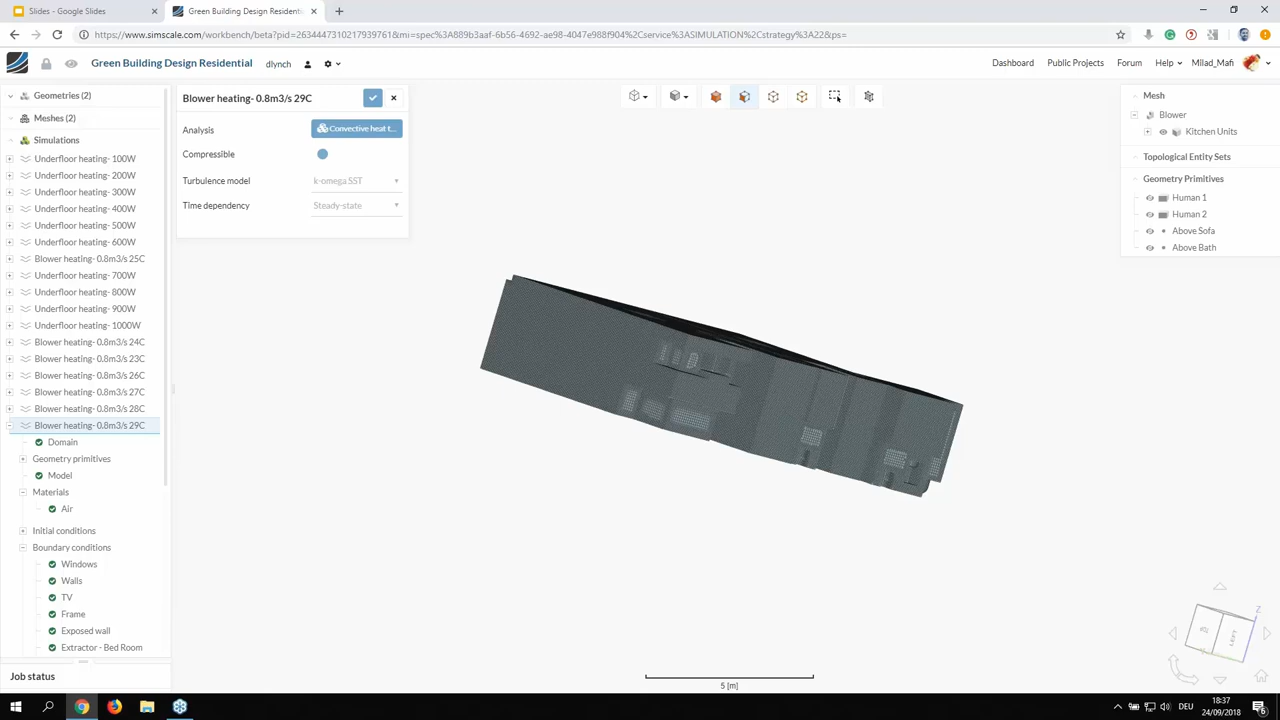 Slides - Google Slides
Green Building Design Residenti
https://www.simscale.com/workbench/beta?pid=2634447310217939761&mi=spec%3A889b3aaf-6b56-4692-ae98-4047e988f904%2Cservice%3ASIMULATION%2Cstrategy%3A22&ps=
Green Building Design Residential
dlynch
Dashboard
Public Projects
Forum
Help
Milad_Mafi
Geometries (2)
Meshes (2)
Simulations
Underfloor heating- 100W
Underfloor heating- 200W
Underfloor heating- 300W
Underfloor heating- 400W
Underfloor heating- 500W
Underfloor heating- 600W
Blower heating- 0.8m3/s 25C
Underfloor heating- 700W
Underfloor heating- 800W
Underfloor heating- 900W
Underfloor heating- 1000W
Blower heating- 0.8m3/s 24C
Blower heating- 0.8m3/s 23C
Blower heating- 0.8m3/s 26C
Blower heating- 0.8m3/s 27C
Blower heating- 0.8m3/s 28C
Blower heating- 0.8m3/s 29C
Domain
Geometry primitives
Model
Materials
Air
Initial conditions
Boundary conditions
Windows
Walls
TV
Frame
Exposed wall
Extractor - Bed Room
Job status
Blower heating- 0.8m3/s 29C
Analysis
Convective heat t...
Compressible
Turbulence model
k-omega SST
Time dependency
Steady-state
Mesh
Blower
Kitchen Units
Topological Entity Sets
Geometry Primitives
Human 1
Human 2
Above Sofa
Above Bath
5 [m]
Z
DEU
18:37
24/09/2018